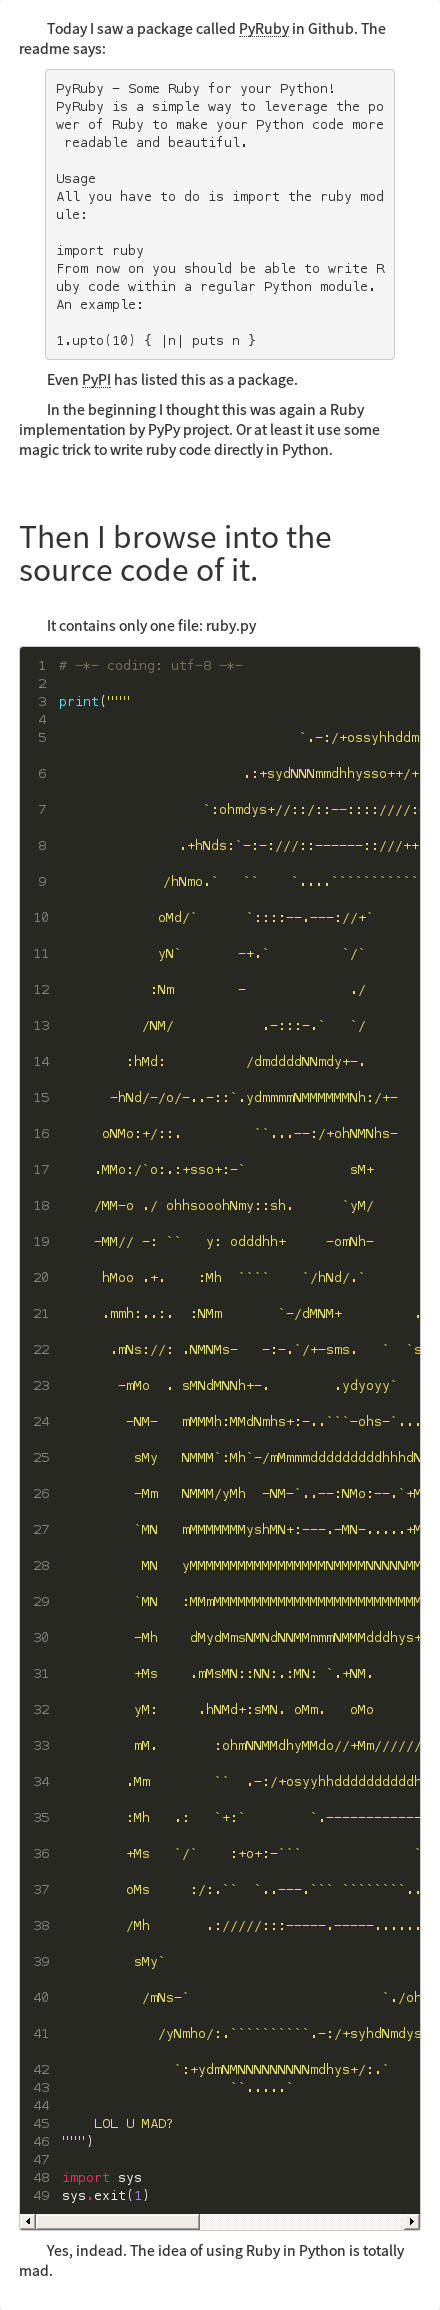 Today I saw a package called PyRuby in Github. The
readme says:
PyRuby - Some Ruby for your Python!
PyRuby is a simple way to leverage the po
wer of Ruby to make your Python code more
 readable and beautiful.
Usage
All you have to do is import the ruby mod
ule:
import ruby
From now on you should be able to write R
uby code within a regular Python module.
An example:
1.upto(10) { |n| puts n }
Even PyPI has listed this as a package.
In the beginning I thought this was again a Ruby
implementation by PyPy project. Or at least it use some
magic trick to write ruby code directly in Python.
Then I browse into the
source code of it.
It contains only one file: ruby.py
1 # -*- coding: utf-8 -*-
2
3 print("""
4
5 `.-:/+ossyhhddm
6 .:+sydNNNmmdhhysso++/+
7 `:ohmdys+//::/::--:::////:
8 .+hNds:`-:-:///::------::///++
9 /hNmo.` `` `....```````````
10 oMd/` `::::--.---://+`
11 yN` -+.` `/`
12 :Nm - ./
13 /NM/ .-:::-.` `/
14 :hMd: /dmddddNNmdy+-.
15 -hNd/-/o/-..-::`.ydmmmmNMMMMMMNh:/+-
16 oNMo:+/::. ``...--:/+ohNMNhs-
17 .MMo:/`o:.:+sso+:-` sM+
18 /MM-o ./ ohhsooohNmy::sh. `yM/
19 -MM// -: `` y: odddhh+ -omNh-
20 hMoo .+. :Mh ```` `/hNd/.`
21 .mmh:..:. :NMm `-/dMNM+ .
22 .mNs://: .NMNMs- -:-.`/+-sms. ` `s
23 -mMo . sMNdMNNh+-. .ydyoyy`
24 -NM- mMMMh:MMdNmhs+:-..```-ohs-`...
25 sMy NMMM`:Mh`-/mMmmmdddddddddhhhdN
26 -Mm NMMM/yMh -NM-`..--:NMo:--.`+M
27 `MN mMMMMMMMyshMN+:---.-MN-.....+M
28 MN yMMMMMMMMMMMMMMMMMNMMMMNNNNNMM
29 `MN :MMmMMMMMMMMMMMMMMMMMMMMMMMMMM
30 -Mh dMydMmsNMNdNNMMmmmNMMMdddhys+
31 +Ms .mMsMN::NN:.:MN: `.+NM.
32 yM: .hNMd+:sMN. oMm. oMo
33 mM. :ohmNNMMdhyMMdo//+Mm//////
34 .Mm `` .-:/+osyyhhddddddddddh
35 :Mh .: `+:` `.------------
36 +Ms `/` :+o+:-``` `
37 oMs :/:.`` `..---.``` ````````..
38 /Mh .://///:::-----.-----......
39 sMy`
40 /mNs-` `./oh
41 /yNmho/:.``````````.-:/+syhdNmdys
42 `:+ydmNMNNNNNNNNNmdhys+/:.`
43 ``.....`
44
45 LOL U MAD?
46 """)
47
48 import sys
49 sys.exit(1)
Yes, indead. The idea of using Ruby in Python is totally
mad.